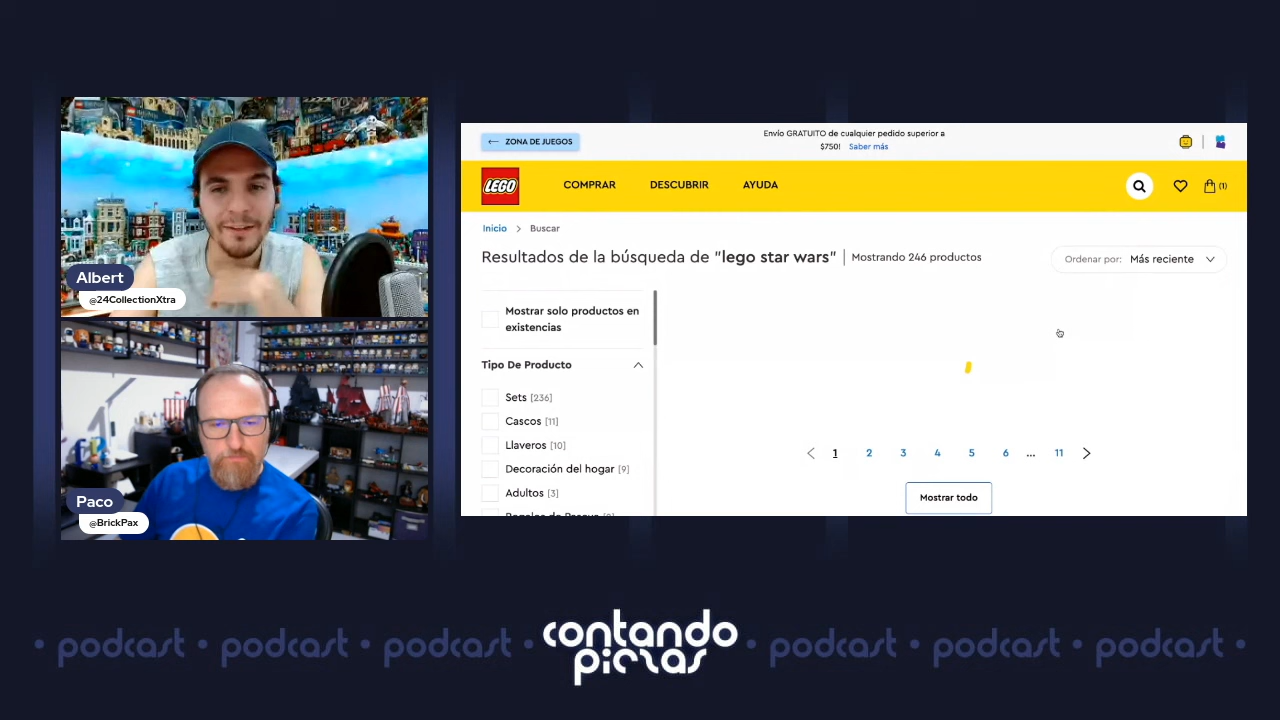 Albert
@24CollectionXtra
Paco
@BrickPax
ZONA DE JUEGOS
Envío GRATUITO de cualquier pedido superior a
$750! Saber más
LEGO
COMPRAR
DESCUBRIR
AYUDA
(1)
Inicio > Buscar
Resultados de la búsqueda de "lego star wars" | Mostrando 246 productos
Ordenar por: Más reciente
Mostrar solo productos en
existencias
Tipo De Producto
Sets [236]
Cascos [11]
Llaveros [10]
Decoración del hogar [9]
Adultos [3]
1 2 3 4 5 6 ... 11
Mostrar todo
• podcast • podcast • podcast • contando • podcast • podcast • podcast •
piezas